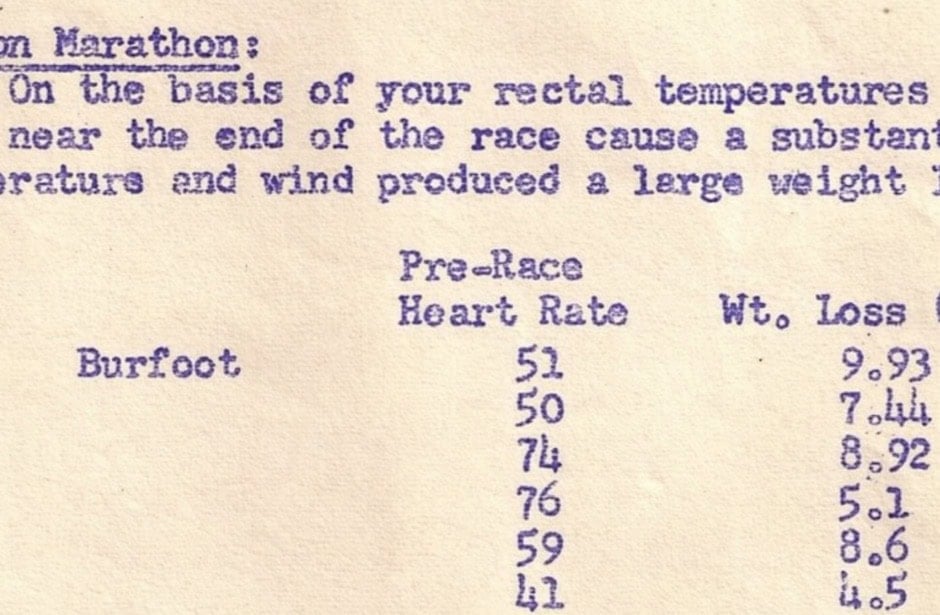 on Marathon:
On the basis of your rectal temperatures
near the end of the race cause a substant
erature and wind produced a large weight
Pre-Race
Heart Rate Wt. Loss (
Burfoot 51 9.93
50 7.44
74 8.92
76 5.1
59 8.6
41 4.5